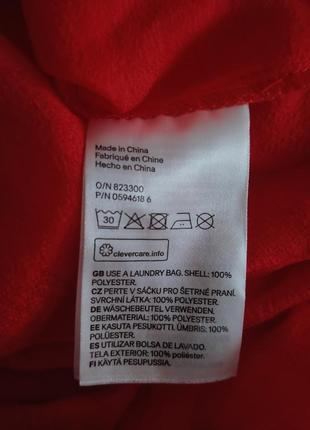 Made in China
Fabriqué en Chine
Hecho en China
O/N 823300
P/N 0594618 6
30
clevercare.info
GB USE A LAUNDRY BAG. SHELL: 100%
POLYESTER.
CZ PERTE V SÁČKU PRO ŠETRNÉ PRANÍ.
SVRCHNÍ LÁTKA: 100% POLYESTER.
DE WÄSCHEBEUTEL VERWENDEN.
OBERMATERIAL: 100% POLYESTER.
EE KASUTA PESUKOTTI. ÜMBRIS: 100%
POLÜESTER.
ES UTILIZAR BOLSA DE LAVADO.
TELA EXTERIOR: 100% poliéster.
FI KÄYTÄ PESUPUSSIA.